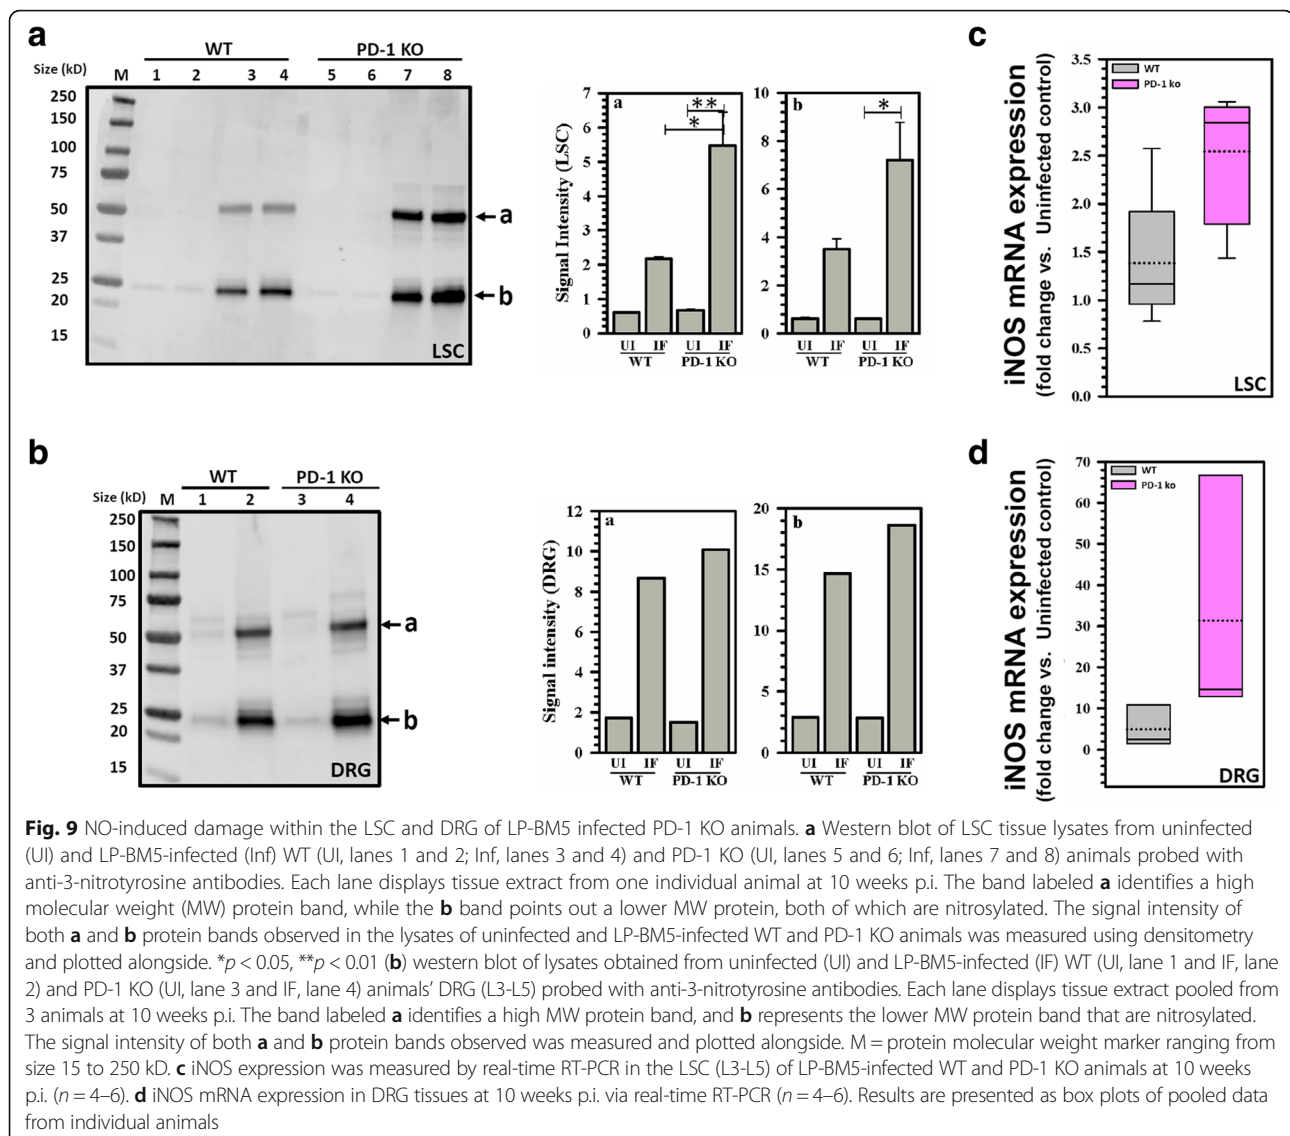 a
WT
PD-1 KO
Size (kD)
M
1
2
3
4
5
6
7
8
250
150
100
75
50
37
25
20
15
a
b
LSC
Signal Intensity (LSC)
a
7
6
5
4
3
2
1
0
**
*
UI IF UI IF
WT PD-1 KO
b
10
8
6
4
2
0
*
UI IF UI IF
WT PD-1 KO
c
iNOS mRNA expression
(fold change vs. Uninfected control)
WT
PD-1 ko
3.5
3.0
2.5
2.0
1.5
1.0
0.5
0.0
LSC
b
WT
PD-1 KO
Size (kD)
M
1
2
3
4
250
150
100
75
50
37
25
20
15
a
b
DRG
Signal intensity (DRG)
a
12
10
8
6
4
2
0
UI IF UI IF
WT PD-1 KO
b
20
15
10
5
0
UI IF UI IF
WT PD-1 KO
d
iNOS mRNA expression
(fold change vs. Uninfected control)
WT
PD-1 ko
70
60
50
40
30
20
10
0
DRG
Fig. 9 NO-induced damage within the LSC and DRG of LP-BM5 infected PD-1 KO animals. a Western blot of LSC tissue lysates from uninfected
(UI) and LP-BM5-infected (Inf) WT (UI, lanes 1 and 2; Inf, lanes 3 and 4) and PD-1 KO (UI, lanes 5 and 6; Inf, lanes 7 and 8) animals probed with
anti-3-nitrotyrosine antibodies. Each lane displays tissue extract from one individual animal at 10 weeks p.i. The band labeled a identifies a high
molecular weight (MW) protein band, while the b band points out a lower MW protein, both of which are nitrosylated. The signal intensity of
both a and b protein bands observed in the lysates of uninfected and LP-BM5-infected WT and PD-1 KO animals was measured using densitometry
and plotted alongside. *p < 0.05, **p < 0.01 (b) western blot of lysates obtained from uninfected (UI) and LP-BM5-infected (IF) WT (UI, lane 1 and IF, lane
2) and PD-1 KO (UI, lane 3 and IF, lane 4) animals' DRG (L3-L5) probed with anti-3-nitrotyrosine antibodies. Each lane displays tissue extract pooled from
3 animals at 10 weeks p.i. The band labeled a identifies a high MW protein band, and b represents the lower MW protein band that are nitrosylated.
The signal intensity of both a and b protein bands observed was measured and plotted alongside. M = protein molecular weight marker ranging from
size 15 to 250 kD. c iNOS expression was measured by real-time RT-PCR in the LSC (L3-L5) of LP-BM5-infected WT and PD-1 KO animals at 10 weeks
p.i. (n = 4–6). d iNOS mRNA expression in DRG tissues at 10 weeks p.i. via real-time RT-PCR (n = 4–6). Results are presented as box plots of pooled data
from individual animals